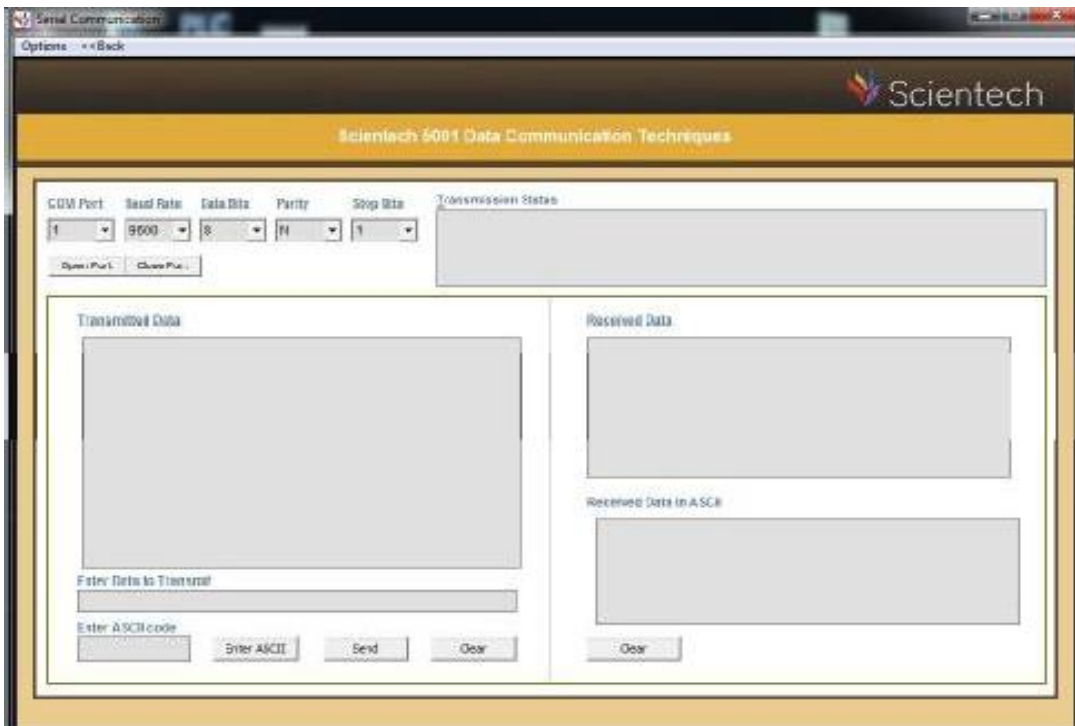 Serial Communication
Options <<Back
Scientech
Scientech 5001 Data Communication Techniques
COM Port Baud Rate Data Bits Parity Stop Bits
1 9600 8 N 1
Open Port Close Por..
Transmission Status
Transmitted Data
Received Data
Received Data in ASCII
Enter Data to Transmit
Enter ASCII code
Enter ASCII Send Clear
Clear